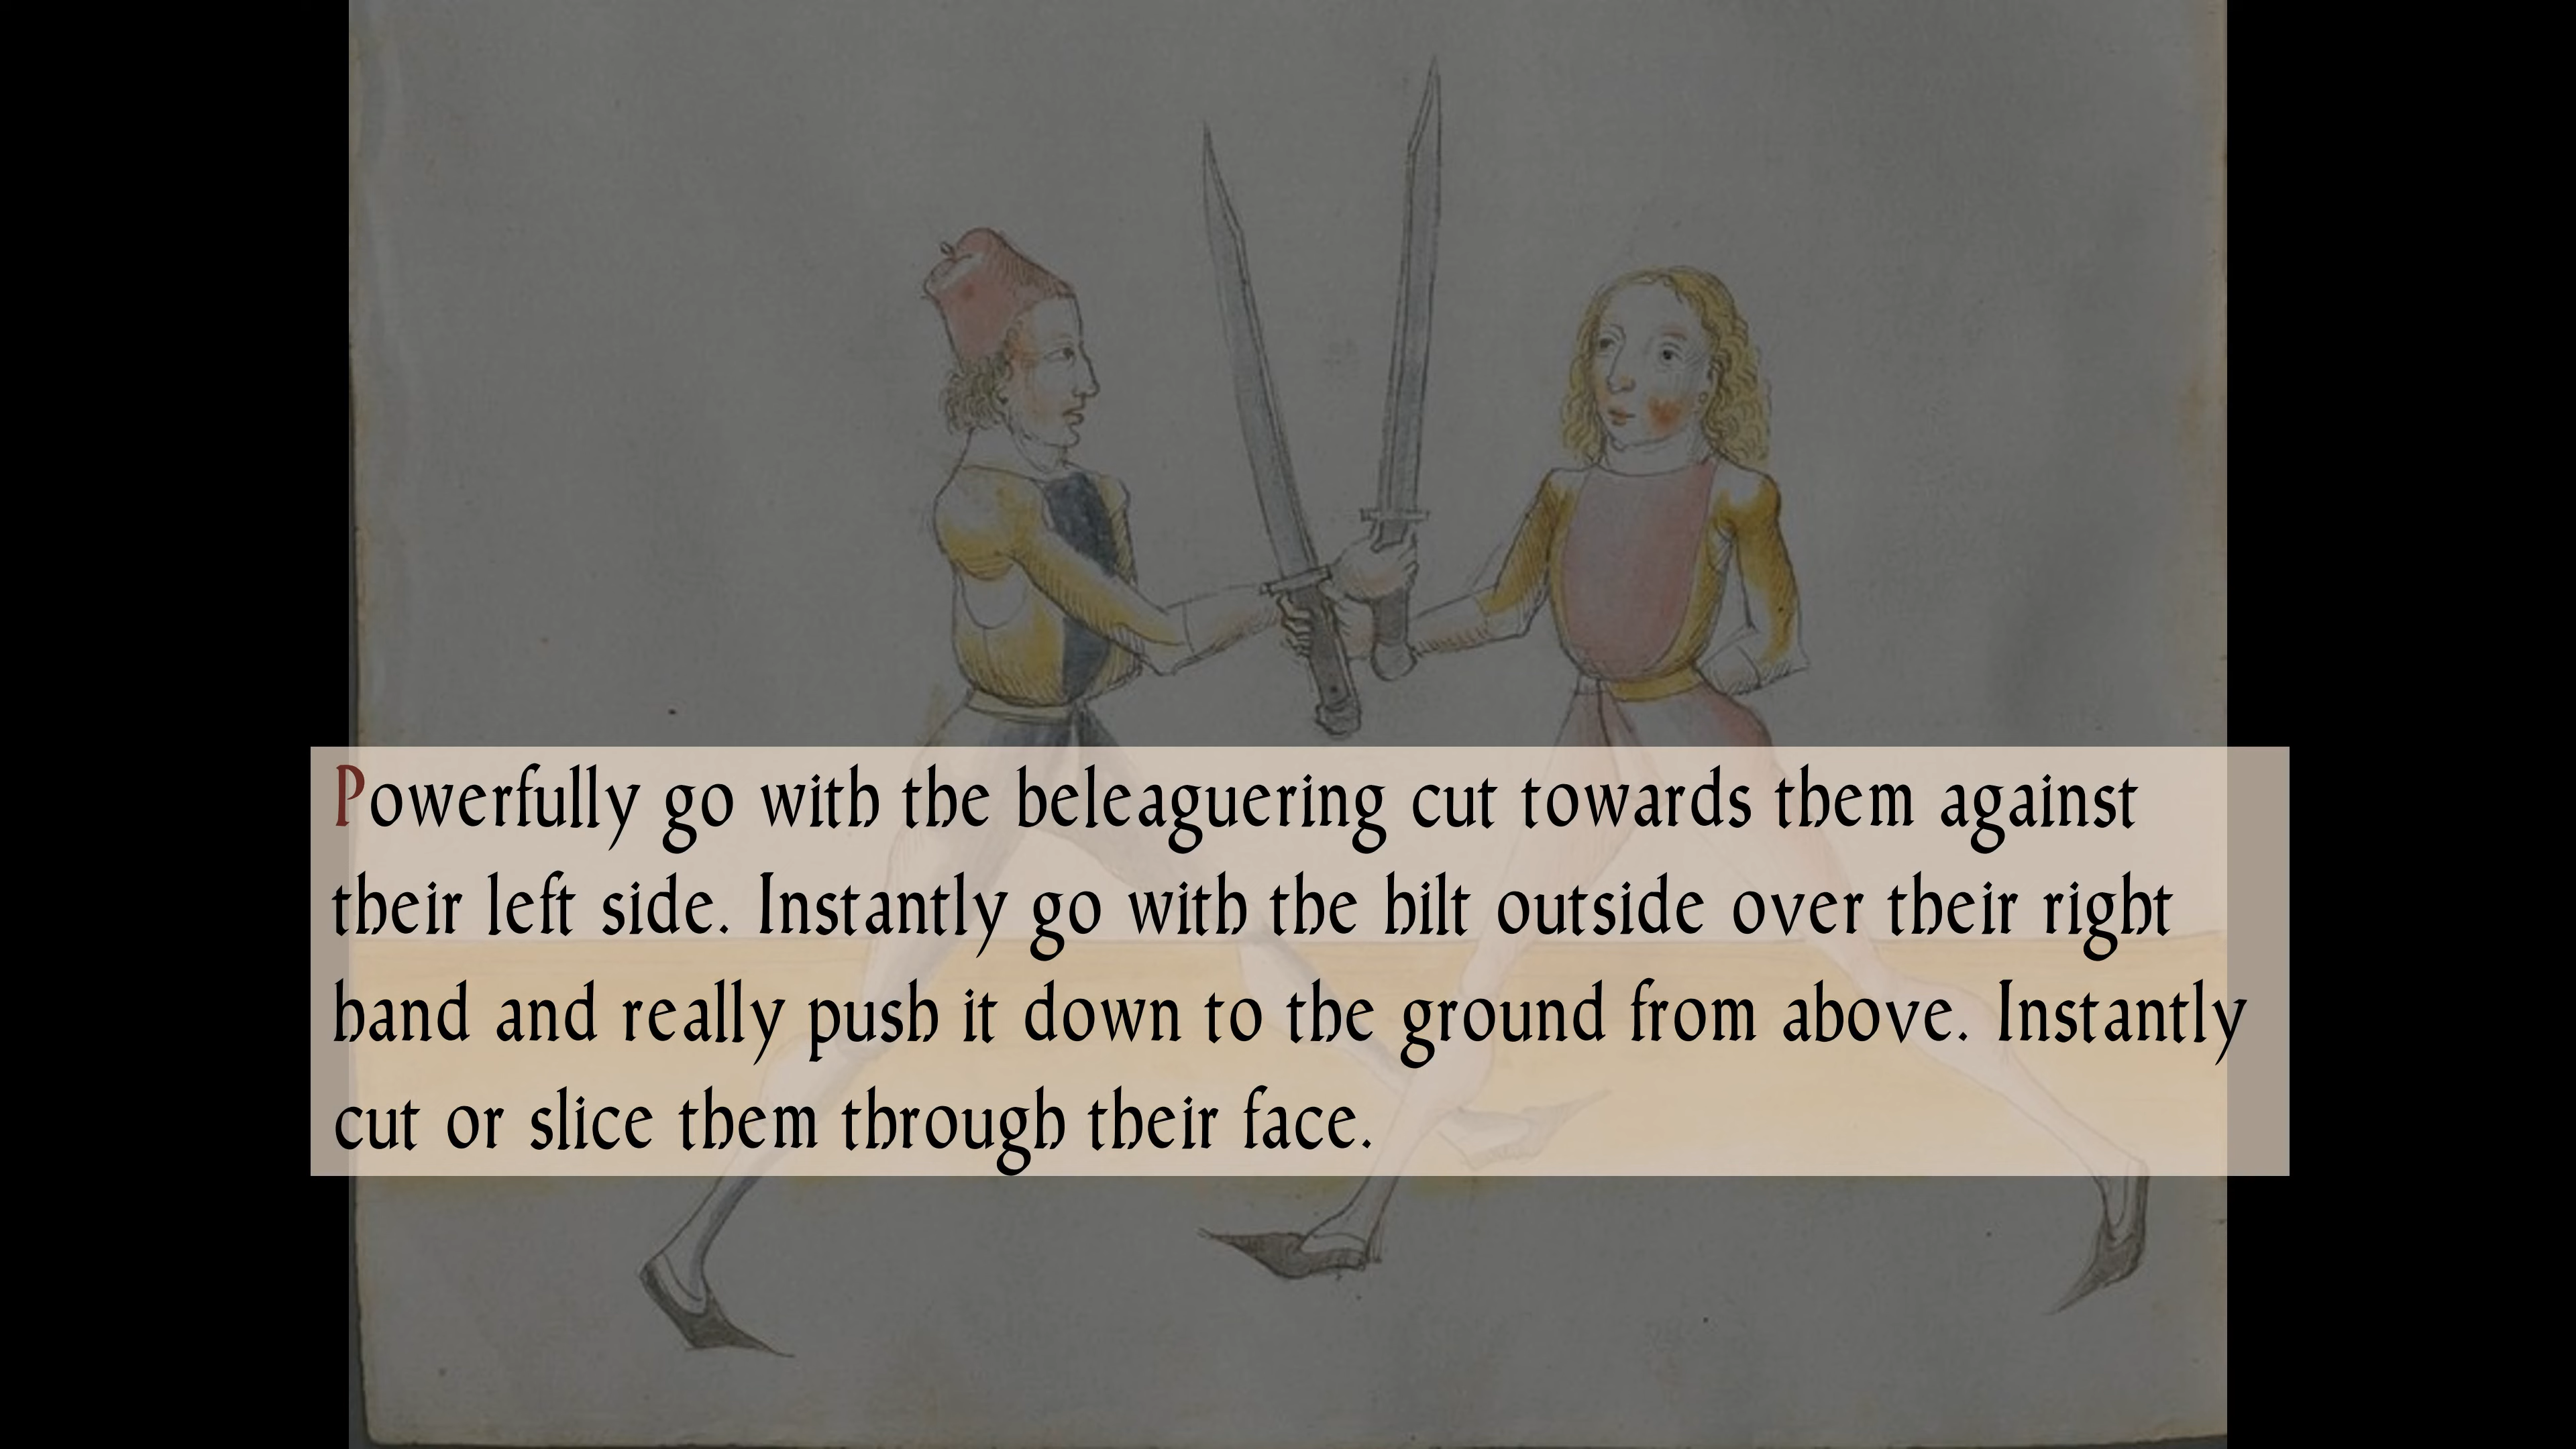 Powerfully go with the beleaguering cut towards them against
their left side. Instantly go with the hilt outside over their right
hand and really push it down to the ground from above. Instantly
cut or slice them through their face.